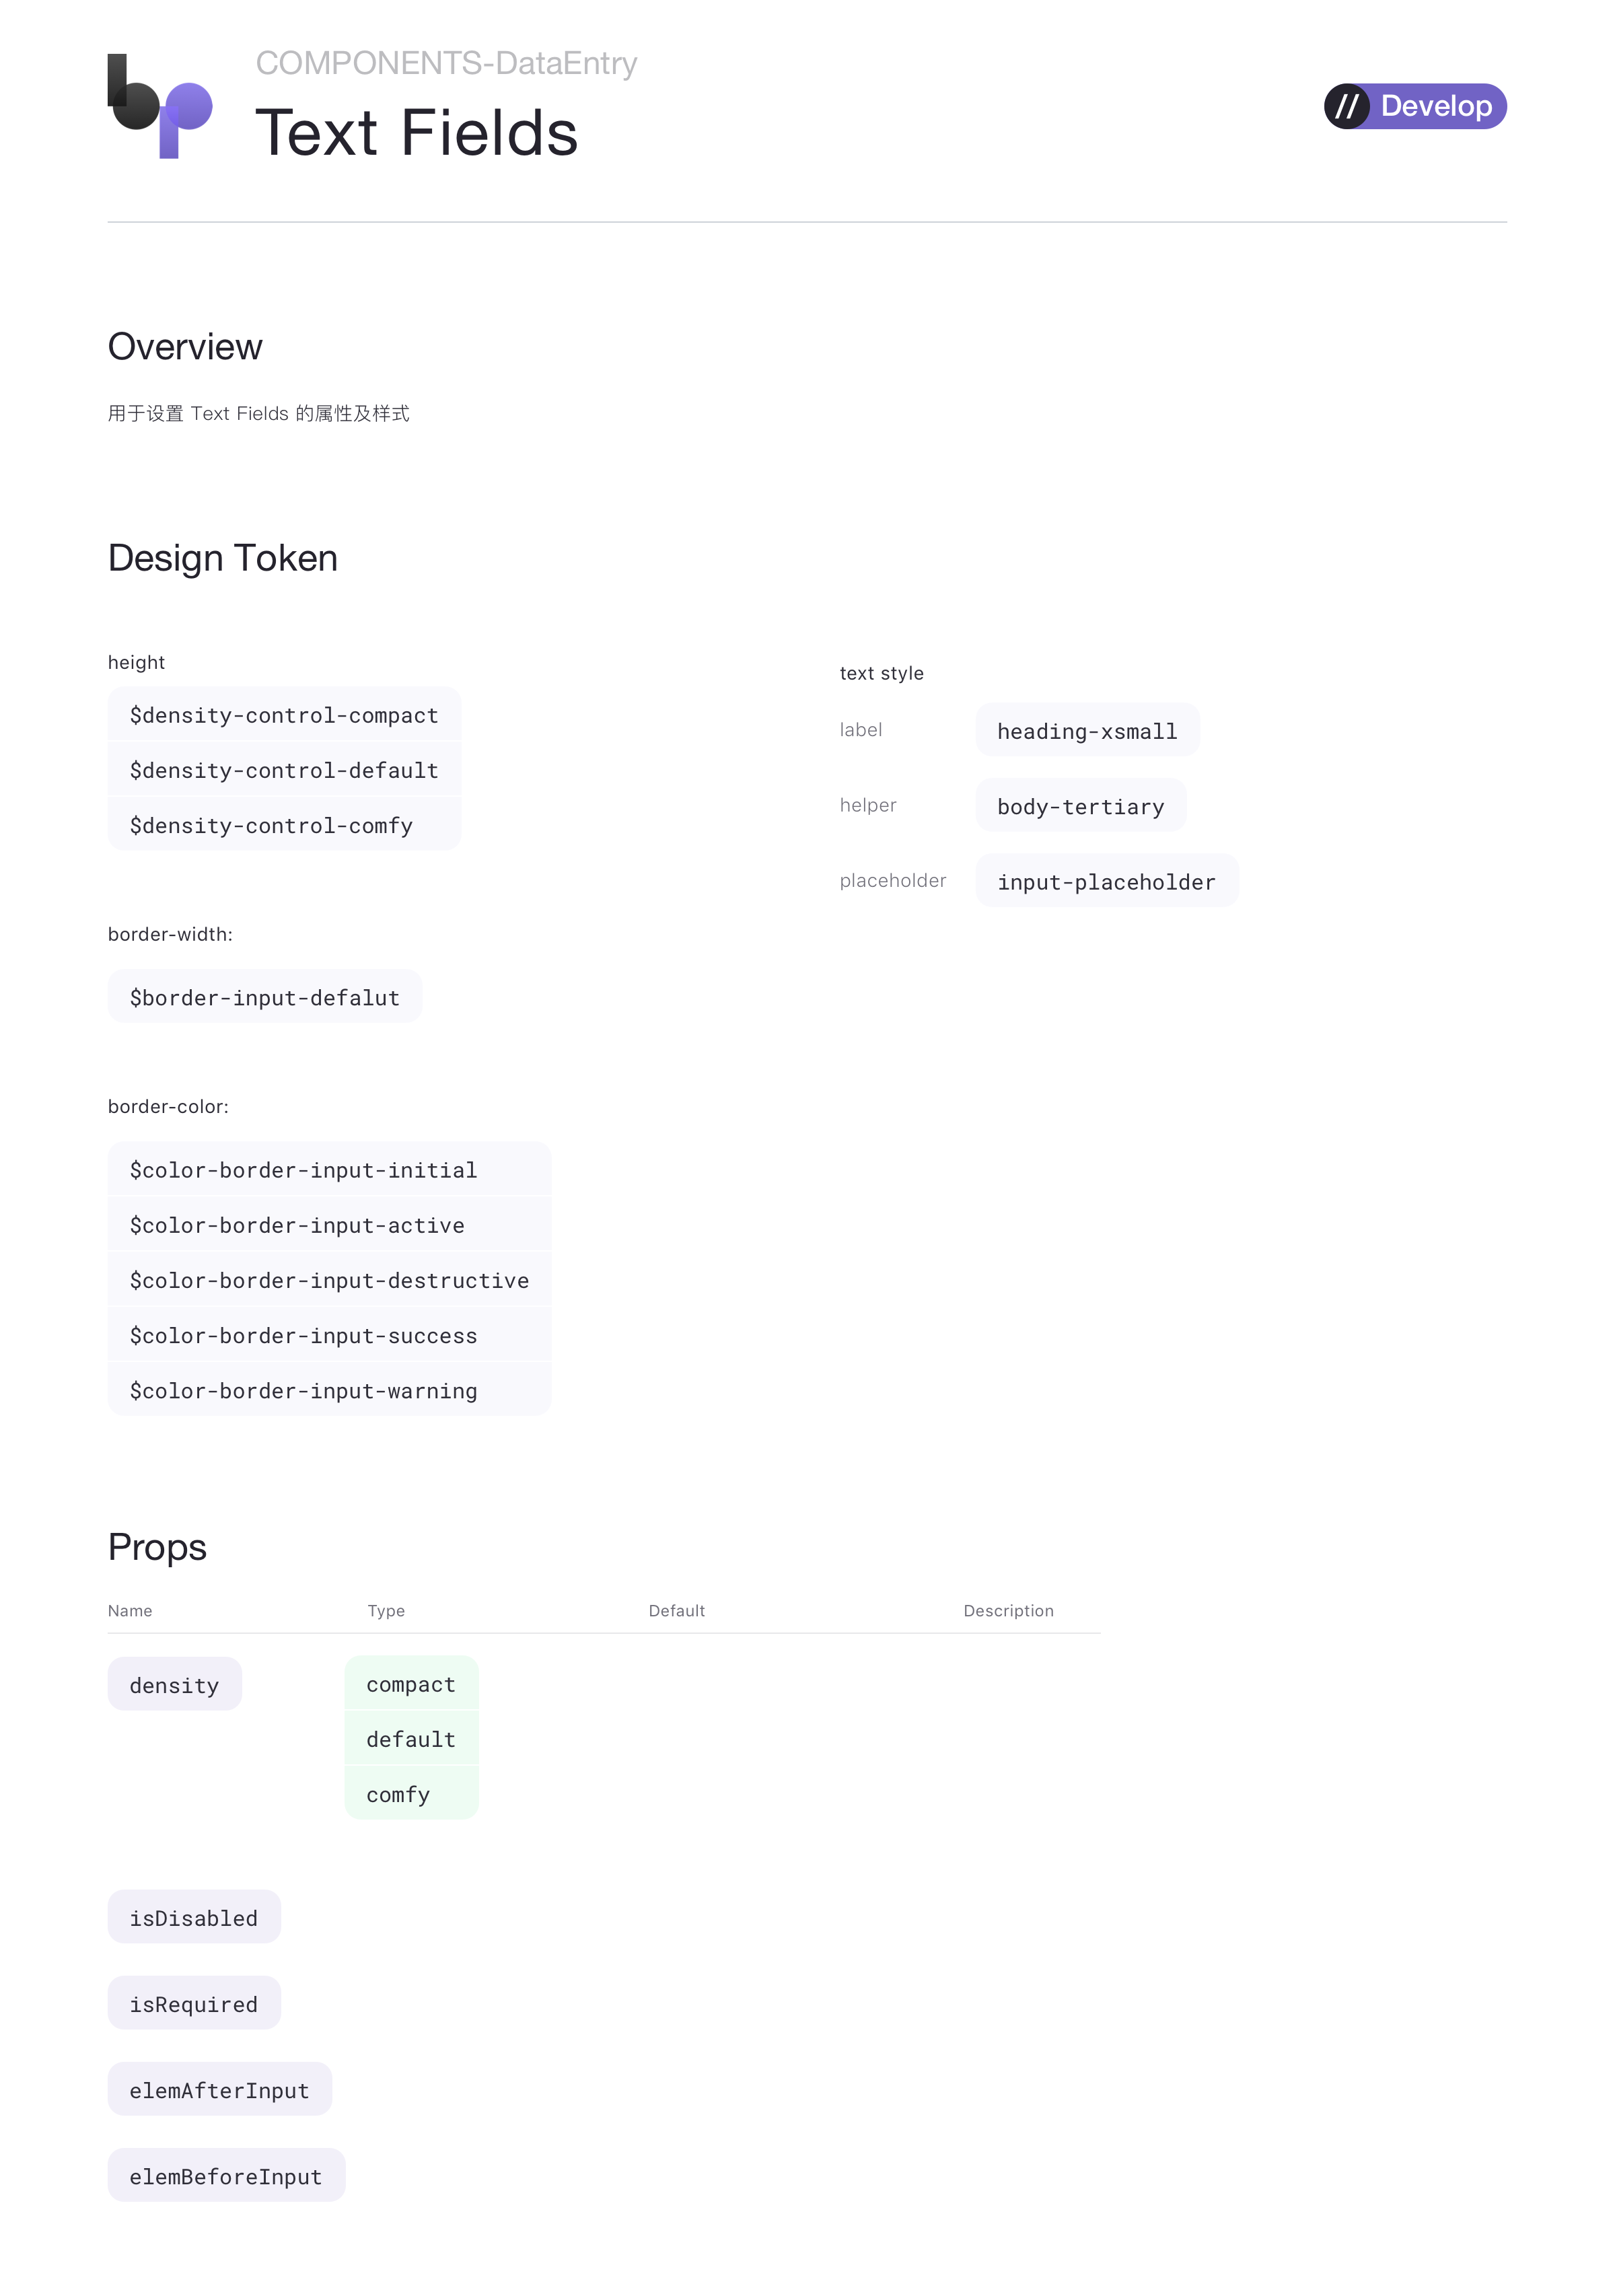 bp
COMPONENTS-DataEntry
Text Fields
// Develop
Overview
用于设置 Text Fields 的属性及样式
Design Token
height
$density-control-compact
$density-control-default
$density-control-comfy
border-width:
$border-input-defalut
border-color:
$color-border-input-initial
$color-border-input-active
$color-border-input-destructive
$color-border-input-success
$color-border-input-warning
text style
label heading-xsmall
helper body-tertiary
placeholder input-placeholder
Props
Name Type Default Description
density compact
default
comfy
isDisabled
isRequired
elemAfterInput
elemBeforeInput